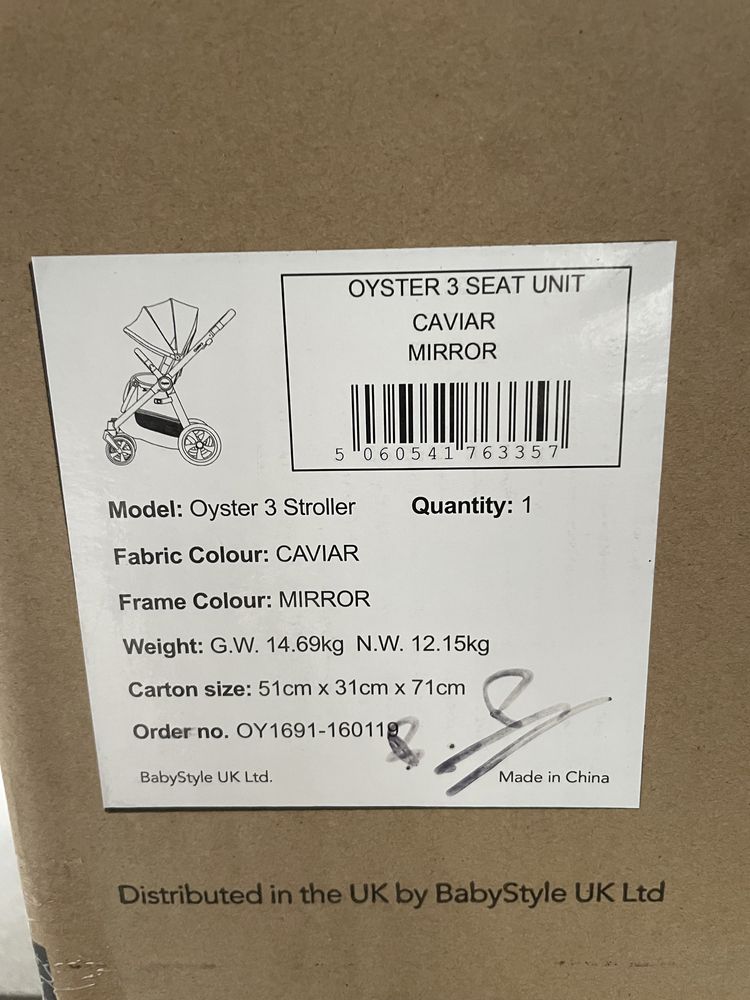 OYSTER 3 SEAT UNIT
CAVIAR
MIRROR
5 060541 763357
Model: Oyster 3 Stroller Quantity: 1
Fabric Colour: CAVIAR
Frame Colour: MIRROR
Weight: G.W. 14.69kg N.W. 12.15kg
Carton size: 51cm x 31cm x 71cm
Order no. OY1691-160119
BabyStyle UK Ltd. Made in China
Distributed in the UK by BabyStyle UK Ltd